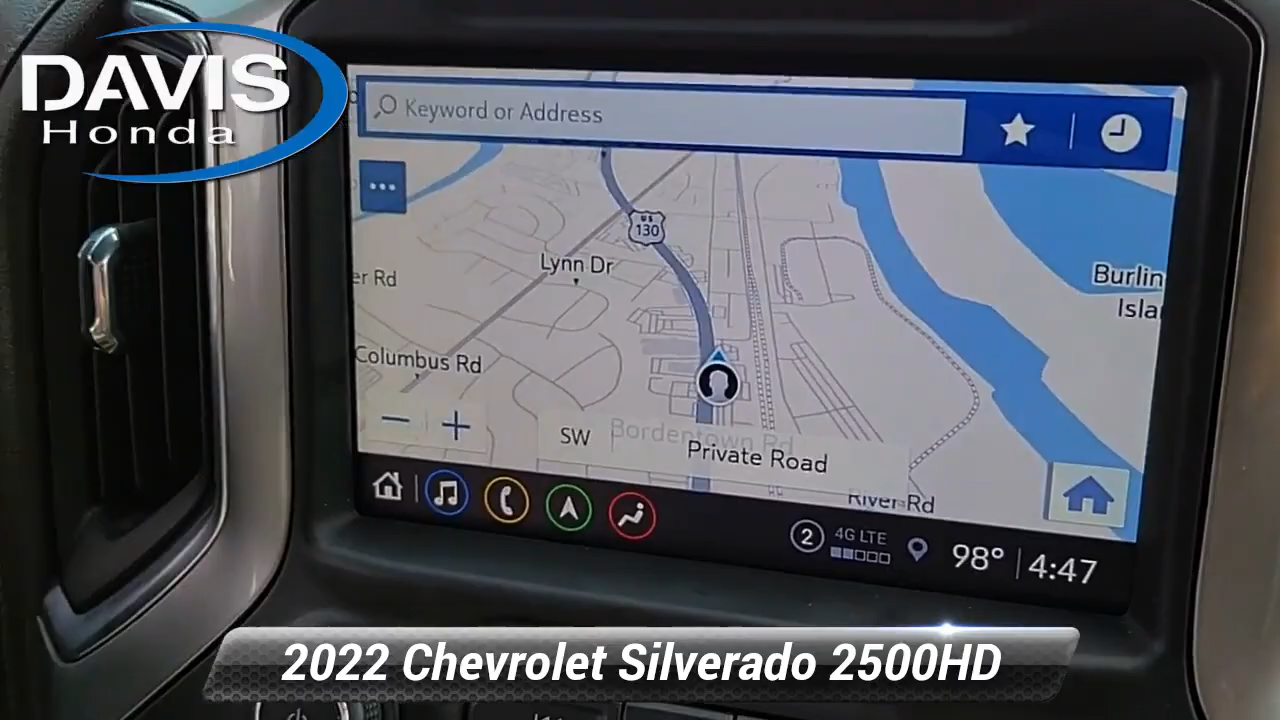 DAVIS
Honda
Keyword or Address
US
130
Lynn Dr
er Rd
Burlin
Isla
Columbus Rd
SW
Bordentown Rd
Private Road
River Rd
2
4G LTE
98° 4:47
2022 Chevrolet Silverado 2500HD